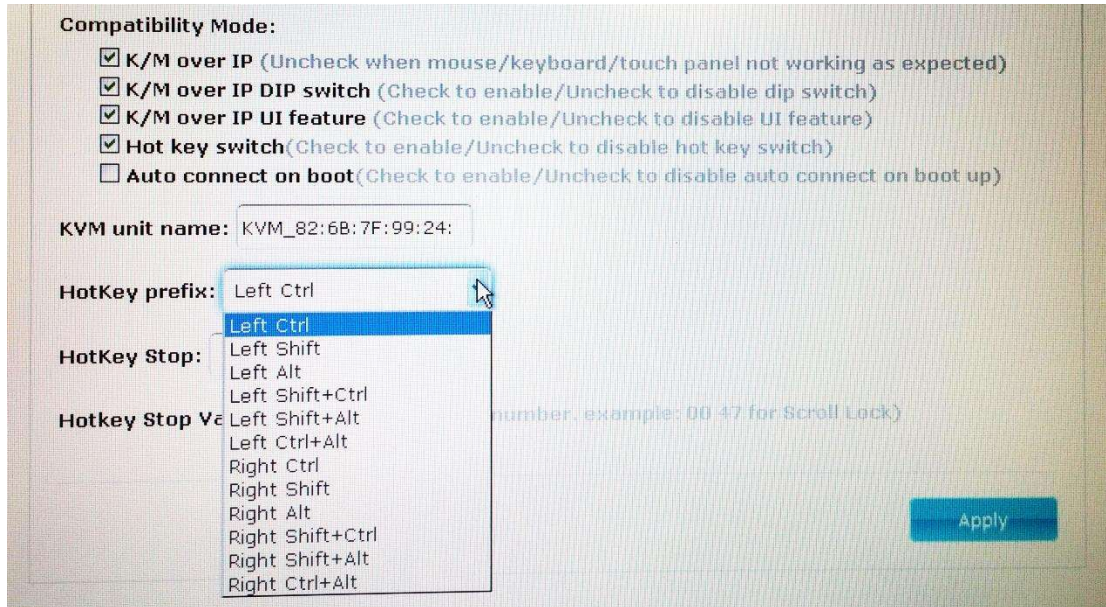 Compatibility Mode:
K/M over IP (Uncheck when mouse/keyboard/touch panel not working as expected)
K/M over IP DIP switch (Check to enable/Uncheck to disable dip switch)
K/M over IP UI feature (Check to enable/Uncheck to disable UI feature)
Hot key switch(Check to enable/Uncheck to disable hot key switch)
Auto connect on boot(Check to enable/Uncheck to disable auto connect on boot up)
KVM unit name: KVM_82:6B:7F:99:24:
HotKey prefix: Left Ctrl
Left Ctrl
HotKey Stop: Left Shift
Left Alt
Left Shift+Ctrl
Hotkey Stop Va Left Shift+Alt number, example: 00 47 for Scroll Lock)
Left Ctrl+Alt
Right Ctrl
Right Shift
Right Alt
Right Shift+Ctrl
Right Shift+Alt
Right Ctrl+Alt
Apply